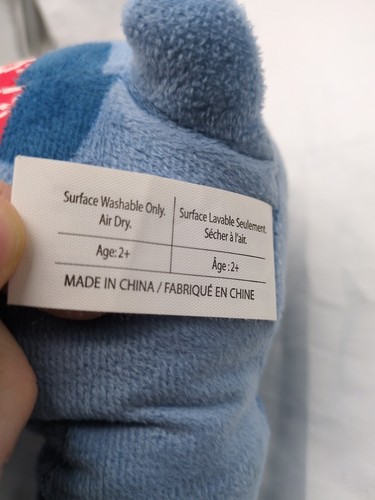 Surface Washable Only.
Air Dry.
Surface Lavable Seulement.
Sécher à l'air.
Age: 2+
Âge : 2+
MADE IN CHINA / FABRIQUÉ EN CHINE